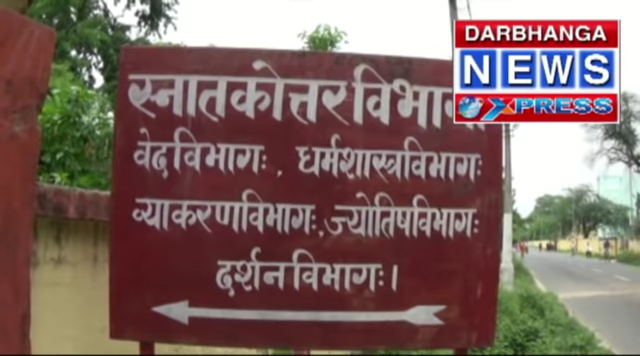 DARBHANGA
NEWS
XPRESS
स्नातकोत्तरविभागः
वेदविभागः, धर्मशास्त्रविभागः
व्याकरणविभागः, ज्योतिषविभागः
दर्शनविभागः।